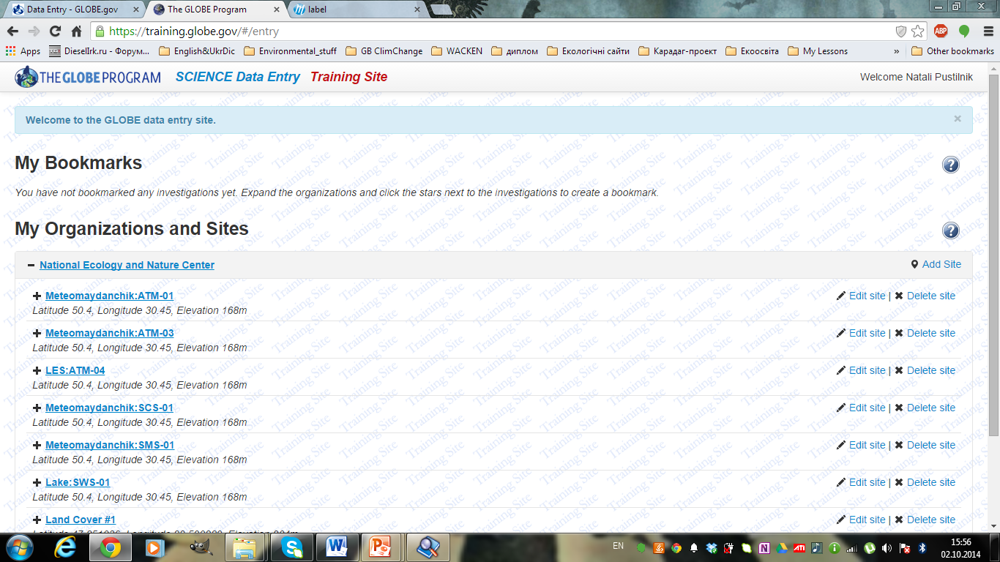 Data Entry - GLOBE.gov
The GLOBE Program
label
https://training.globe.gov/#/entry
ABP
Apps
Dieselrk.ru - Форум...
English&UkrDic
Environmental_stuff
GB ClimChange
WACKEN
диплом
Екологічні сайти
Карадаг-проект
Екоосвіта
My Lessons
»
Other bookmarks
THE GLOBE PROGRAM SCIENCE Data Entry Training Site
Welcome Natali Pustilnik
Welcome to the GLOBE data entry site.
My Bookmarks
You have not bookmarked any investigations yet. Expand the organizations and click the stars next to the investigations to create a bookmark.
My Organizations and Sites
National Ecology and Nature Center
Add Site
Meteomaydanchik:ATM-01
Edit site | Delete site
Latitude 50.4, Longitude 30.45, Elevation 168m
Meteomaydanchik:ATM-03
Edit site | Delete site
Latitude 50.4, Longitude 30.45, Elevation 168m
LES:ATM-04
Edit site | Delete site
Latitude 50.4, Longitude 30.45, Elevation 168m
Meteomaydanchik:SCS-01
Edit site | Delete site
Latitude 50.4, Longitude 30.45, Elevation 168m
Meteomaydanchik:SMS-01
Edit site | Delete site
Latitude 50.4, Longitude 30.45, Elevation 168m
Lake:SWS-01
Edit site | Delete site
Latitude 50.4, Longitude 30.45, Elevation 168m
Land Cover #1
Edit site | Delete site
EN
15:56
02.10.2014